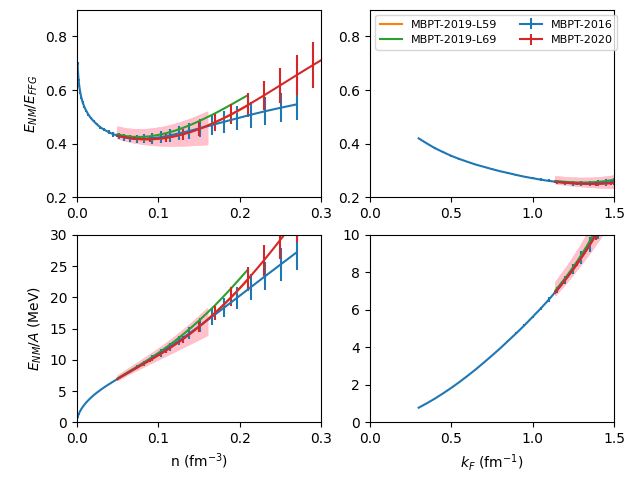 E_NM/E_FFG
0.8
0.6
0.4
0.2
0.0 0.1 0.2 0.3
MBPT-2019-L59 MBPT-2016
MBPT-2019-L69 MBPT-2020
0.8
0.6
0.4
0.2
0.0 0.5 1.0 1.5
E_NM/A (MeV)
30
25
20
15
10
5
0
0.0 0.1 0.2 0.3
n (fm⁻³)
10
8
6
4
2
0
0.0 0.5 1.0 1.5
k_F (fm⁻¹)